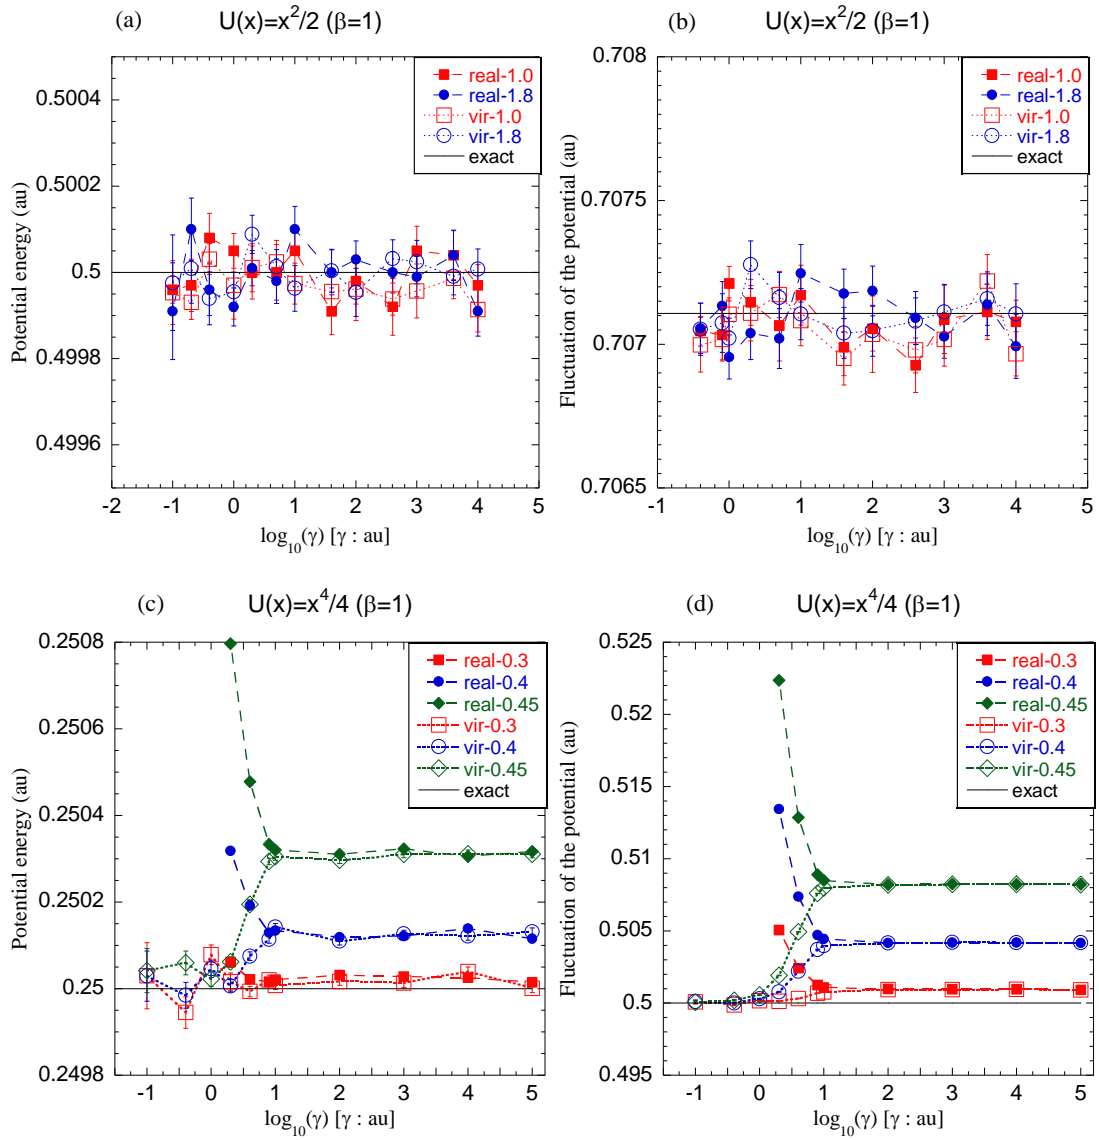 (a) U(x)=x²/2 (β=1)
real-1.0
real-1.8
vir-1.0
vir-1.8
exact
0.5004
0.5002
0.5
0.4998
0.4996
Potential energy (au)
-2 -1 0 1 2 3 4 5
log₁₀(γ) [γ : au]
(b) U(x)=x²/2 (β=1)
real-1.0
real-1.8
vir-1.0
vir-1.8
exact
0.708
0.7075
0.707
0.7065
Fluctuation of the potential (au)
-1 0 1 2 3 4 5
log₁₀(γ) [γ : au]
(c) U(x)=x⁴/4 (β=1)
real-0.3
real-0.4
real-0.45
vir-0.3
vir-0.4
vir-0.45
exact
0.2508
0.2506
0.2504
0.2502
0.25
0.2498
Potential energy (au)
-1 0 1 2 3 4 5
log₁₀(γ) [γ : au]
(d) U(x)=x⁴/4 (β=1)
real-0.3
real-0.4
real-0.45
vir-0.3
vir-0.4
vir-0.45
exact
0.525
0.52
0.515
0.51
0.505
0.5
0.495
Fluctuation of the potential (au)
-1 0 1 2 3 4 5
log₁₀(γ) [γ : au]